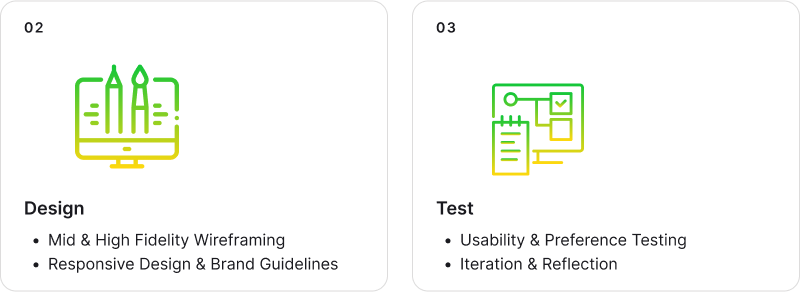 02
Design
• Mid & High Fidelity Wireframing
• Responsive Design & Brand Guidelines
03
Test
• Usability & Preference Testing
• Iteration & Reflection